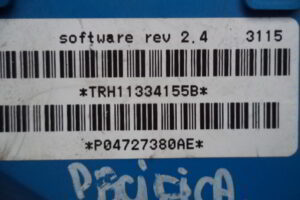 software rev 2.4 3115
*TRH11334155B*
*P04727380AE*
PACIFICA